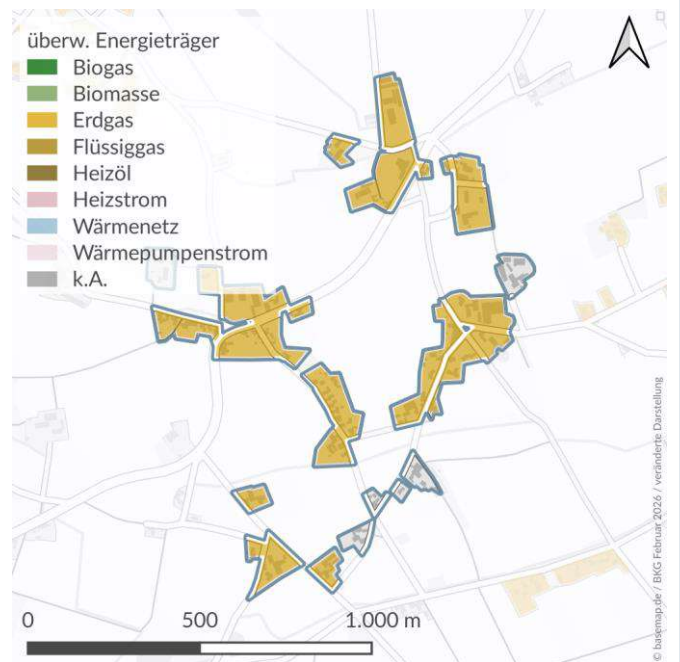 überw. Energieträger
Biogas
Biomasse
Erdgas
Flüssiggas
Heizöl
Heizstrom
Wärmenetz
Wärmepumpenstrom
k.A.
0 500 1.000 m
© basemap.de / BKG Februar 2026 / veränderte Darstellung